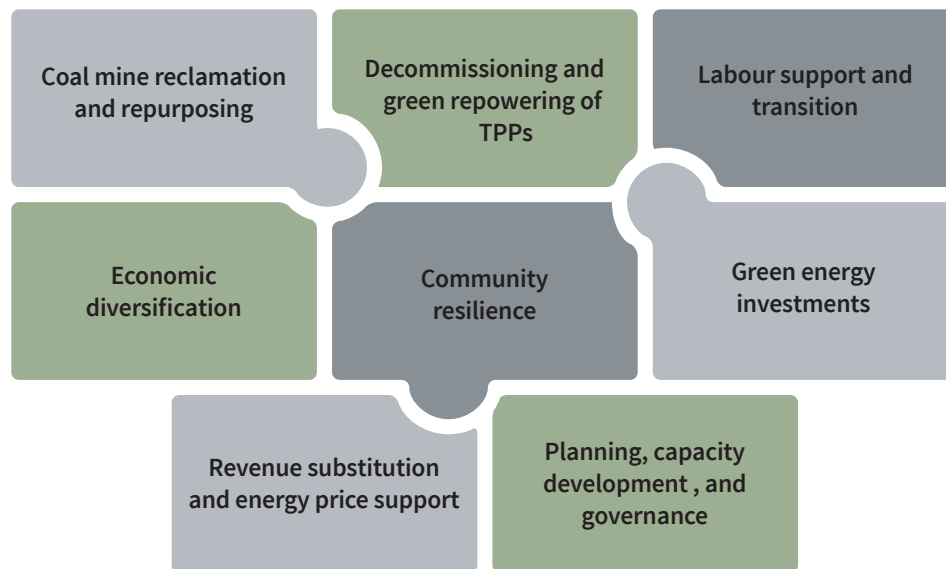 Coal mine reclamation
and repurposing
Decommissioning and
green repowering of
TPPs
Labour support and
transition
Economic
diversification
Community
resilience
Green energy
investments
Revenue substitution
and energy price support
Planning, capacity
development , and
governance